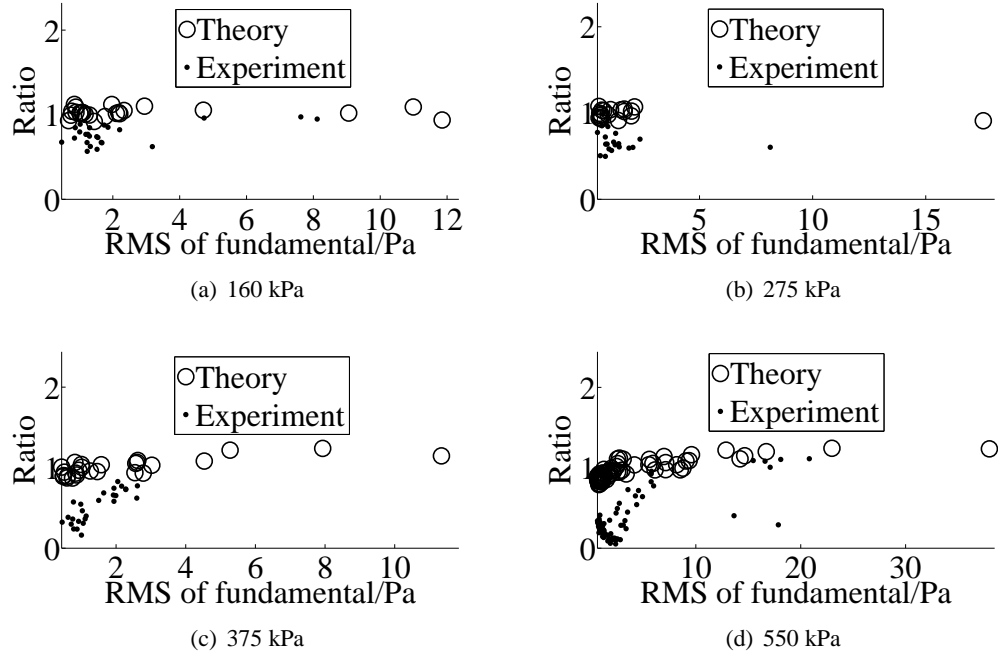 2
Theory
Experiment
Ratio
1
0
2 4 6 8 10 12
RMS of fundamental/Pa
(a) 160 kPa
2
Theory
Experiment
Ratio
1
0
5 10 15
RMS of fundamental/Pa
(b) 275 kPa
2
Theory
Experiment
Ratio
1
0
2 4 6 8 10
RMS of fundamental/Pa
(c) 375 kPa
2
Theory
Experiment
Ratio
1
0
10 20 30
RMS of fundamental/Pa
(d) 550 kPa